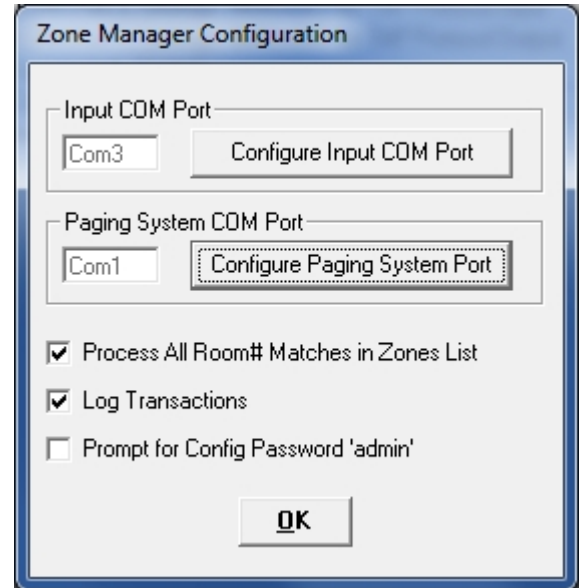 Zone Manager Configuration
Input COM Port
Com3 Configure Input COM Port
Paging System COM Port
Com1 Configure Paging System Port
Process All Room# Matches in Zones List
Log Transactions
Prompt for Config Password 'admin'
OK